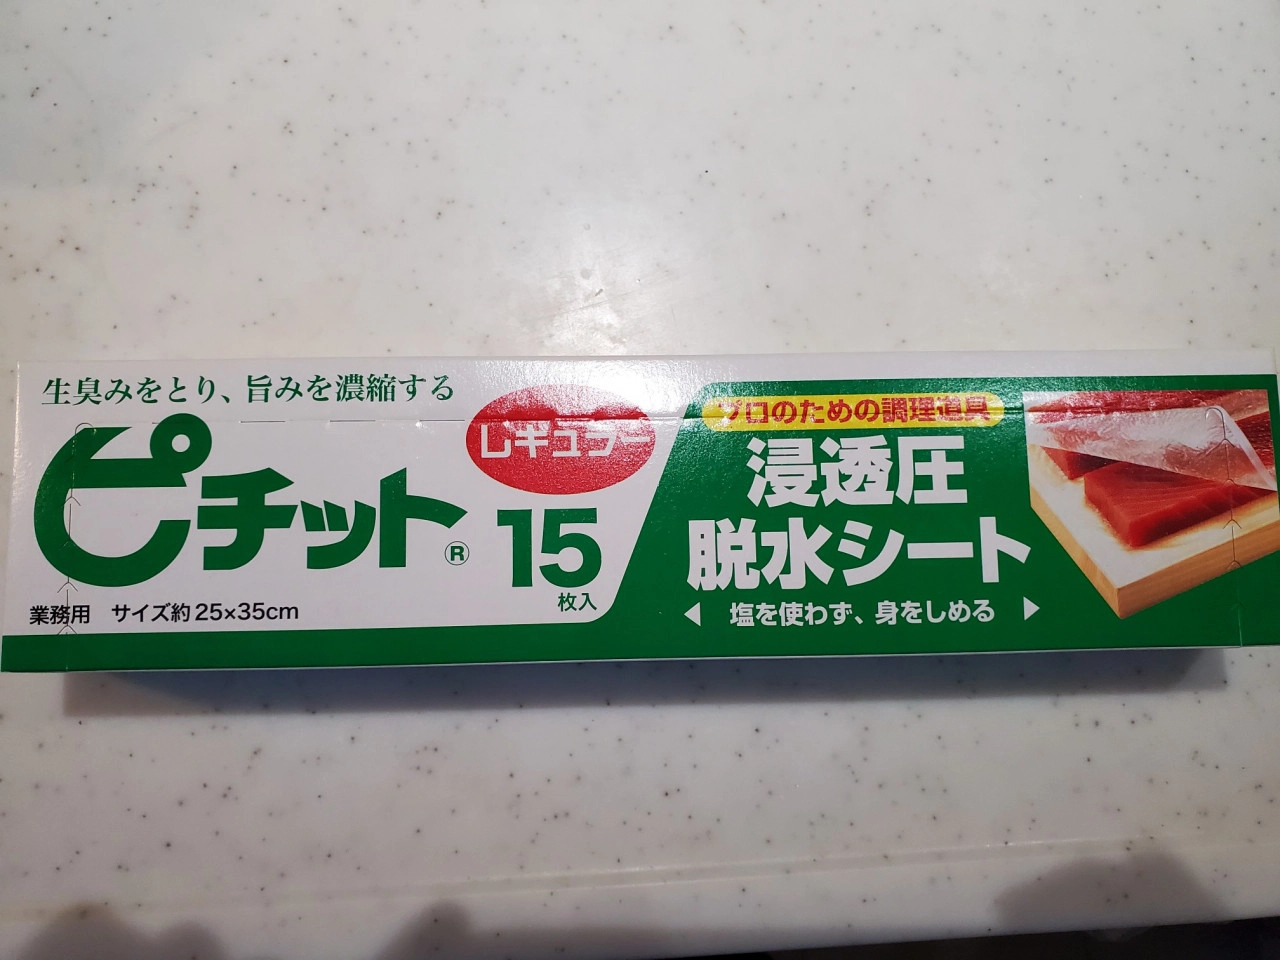 生臭みをとり、旨みを濃縮する
ピチット®
レギュラー
15
枚入
業務用 サイズ約25×35cm
プロのための調理道具
浸透圧
脱水シート
塩を使わず、身をしめる